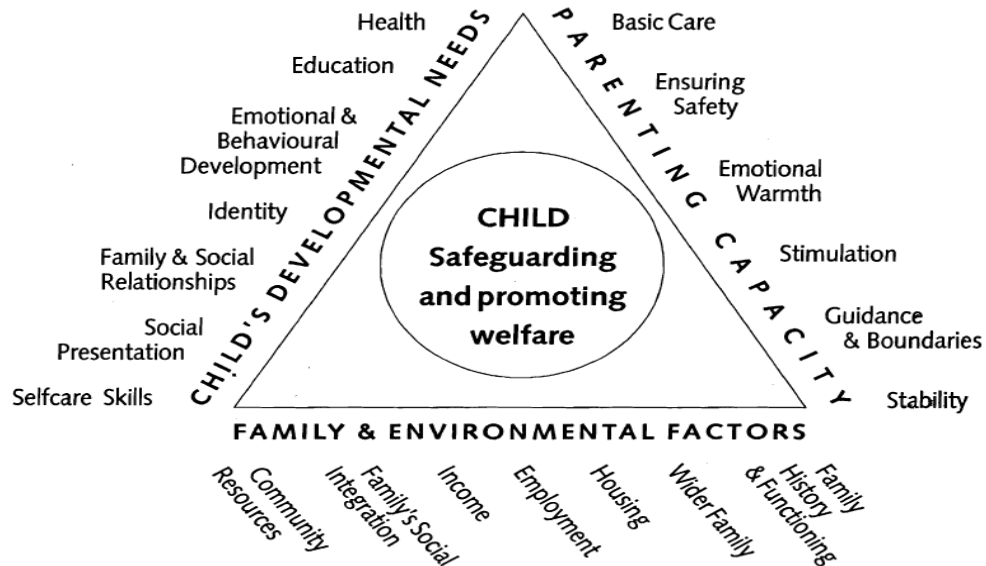 Health
Education
Emotional &
Behavioural
Development
Identity
Family & Social
Relationships
Social
Presentation
Selfcare Skills
CHILD'S DEVELOPMENTAL NEEDS
CHILD
Safeguarding
and promoting
welfare
PARENTING CAPACITY
Basic Care
Ensuring
Safety
Emotional
Warmth
Stimulation
Guidance
& Boundaries
Stability
FAMILY & ENVIRONMENTAL FACTORS
Community
Resources
Family's Social
Integration
Income
Employment
Housing
Wider Family
Family
History
& Functioning